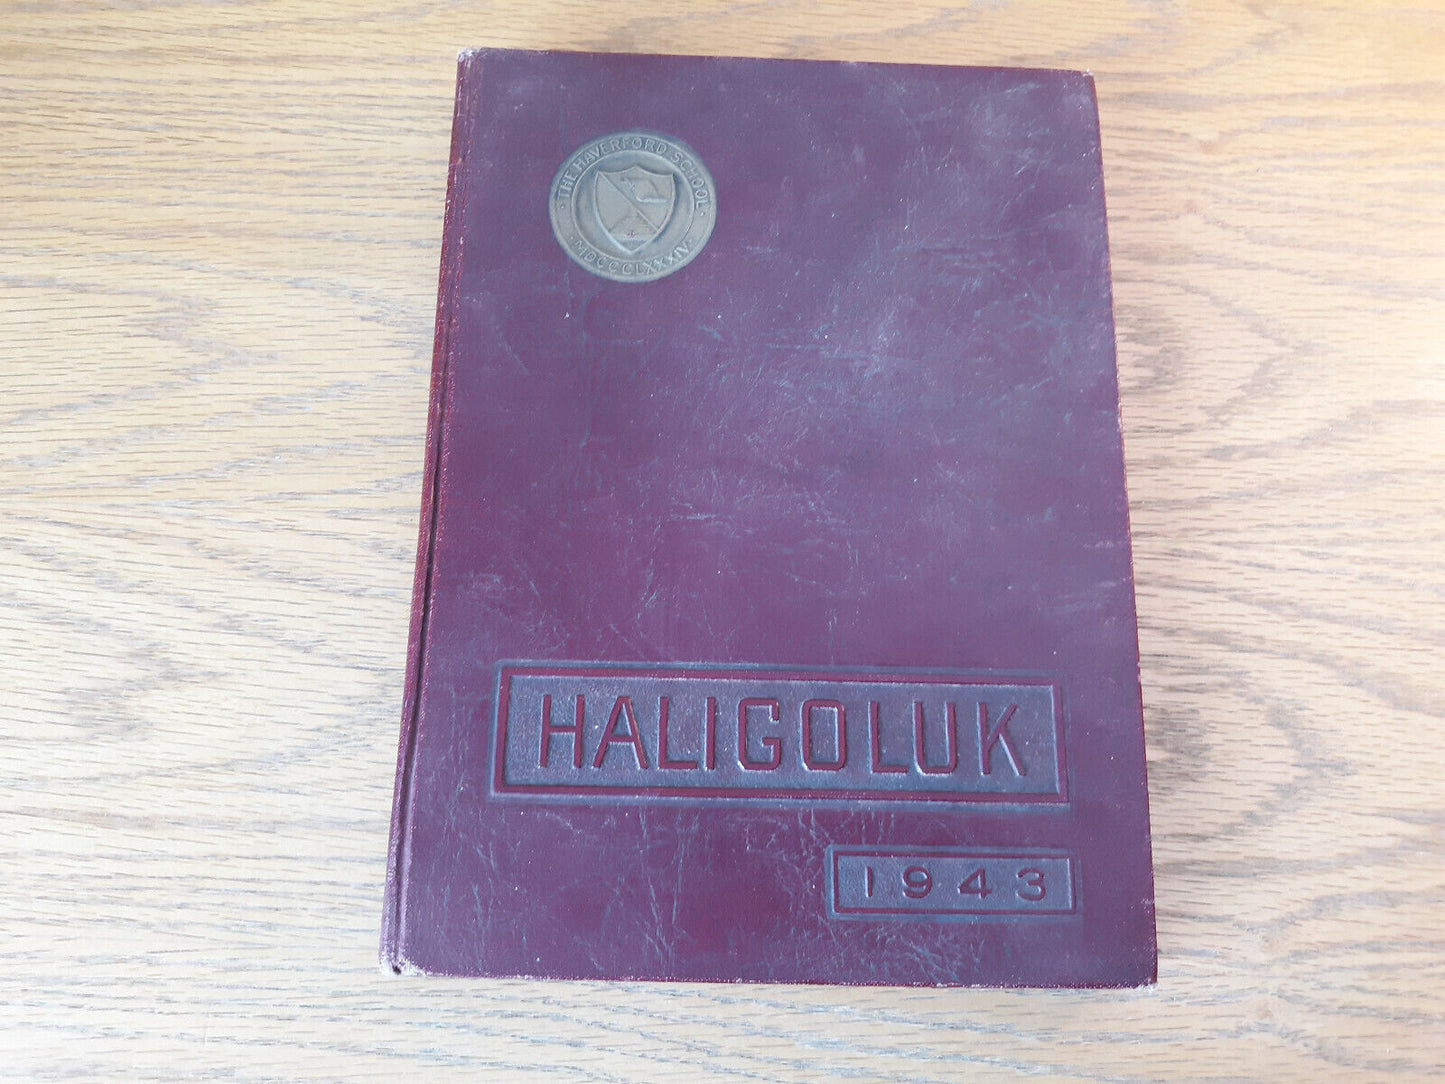 THE HAVERFORD SCHOOL
MDCCCLXXXIV
HALIGOLUK
1943